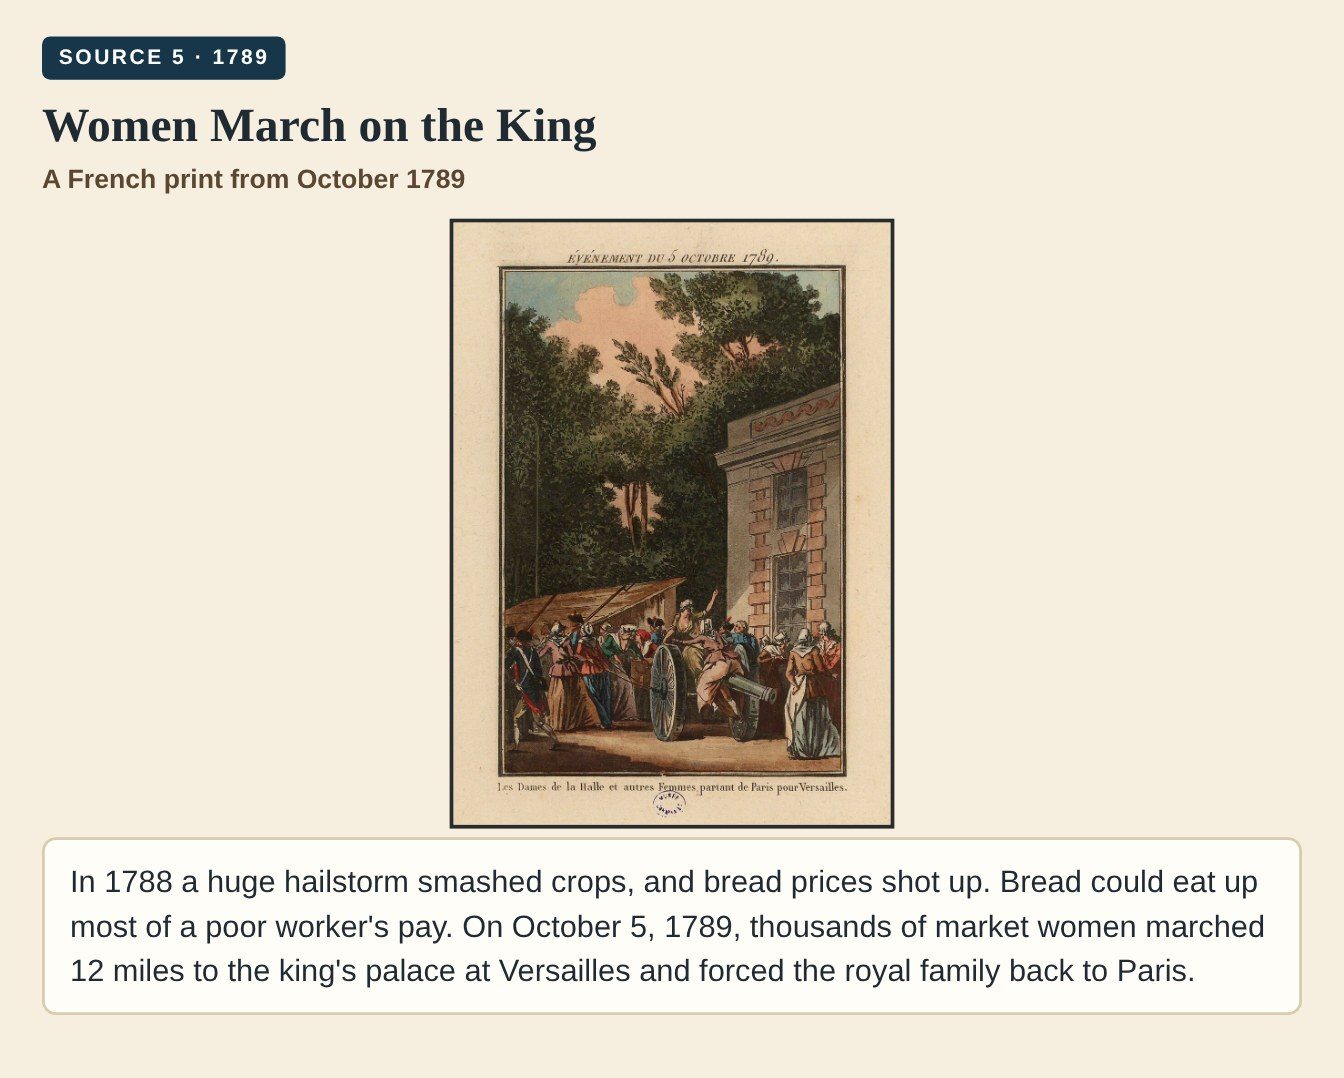 SOURCE 5 · 1789
Women March on the King
A French print from October 1789
ÉVÉNEMENT DU 5 OCTOBRE 1789.
Les Dames de la Halle et autres Femmes partant de Paris pour Versailles.
In 1788 a huge hailstorm smashed crops, and bread prices shot up. Bread could eat up
most of a poor worker's pay. On October 5, 1789, thousands of market women marched
12 miles to the king's palace at Versailles and forced the royal family back to Paris.